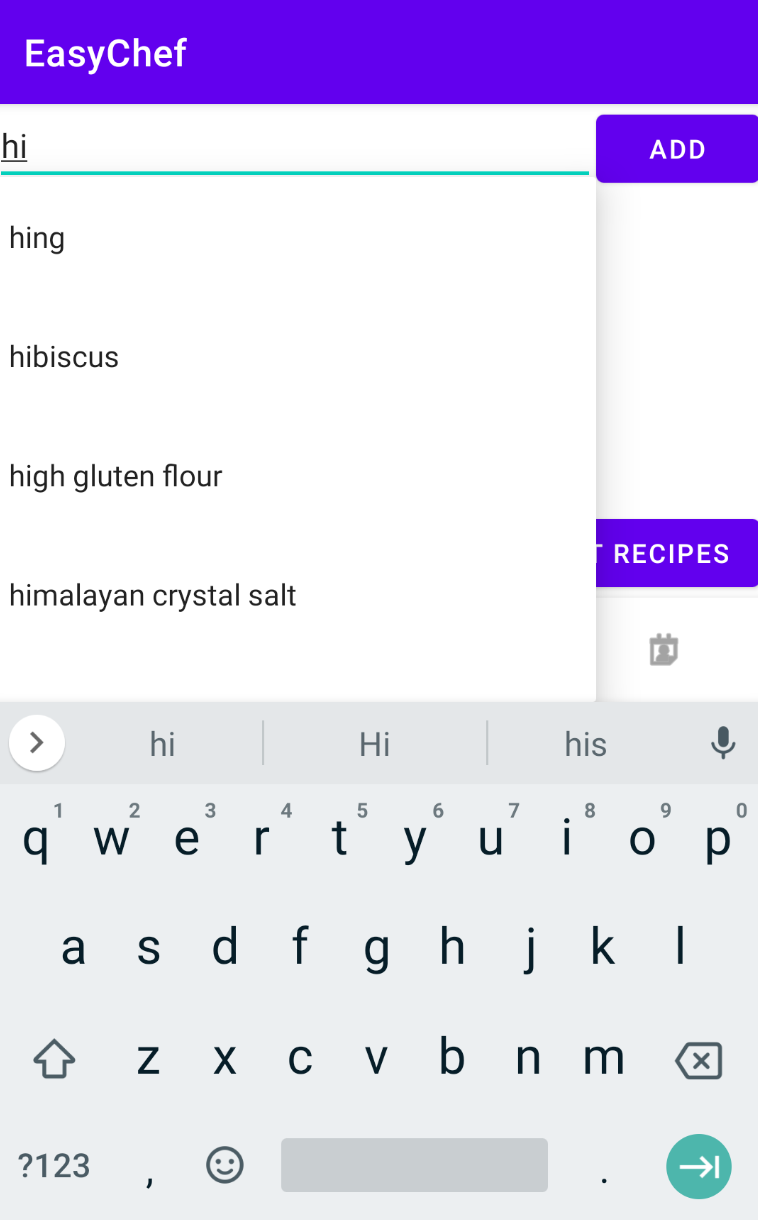 EasyChef
hi
ADD
hing
hibiscus
high gluten flour
himalayan crystal salt
RECIPES
hi Hi his
1 2 3 4 5 6 7 8 9 0
q w e r t y u i o p
a s d f g h j k l
z x c v b n m
?123 , .